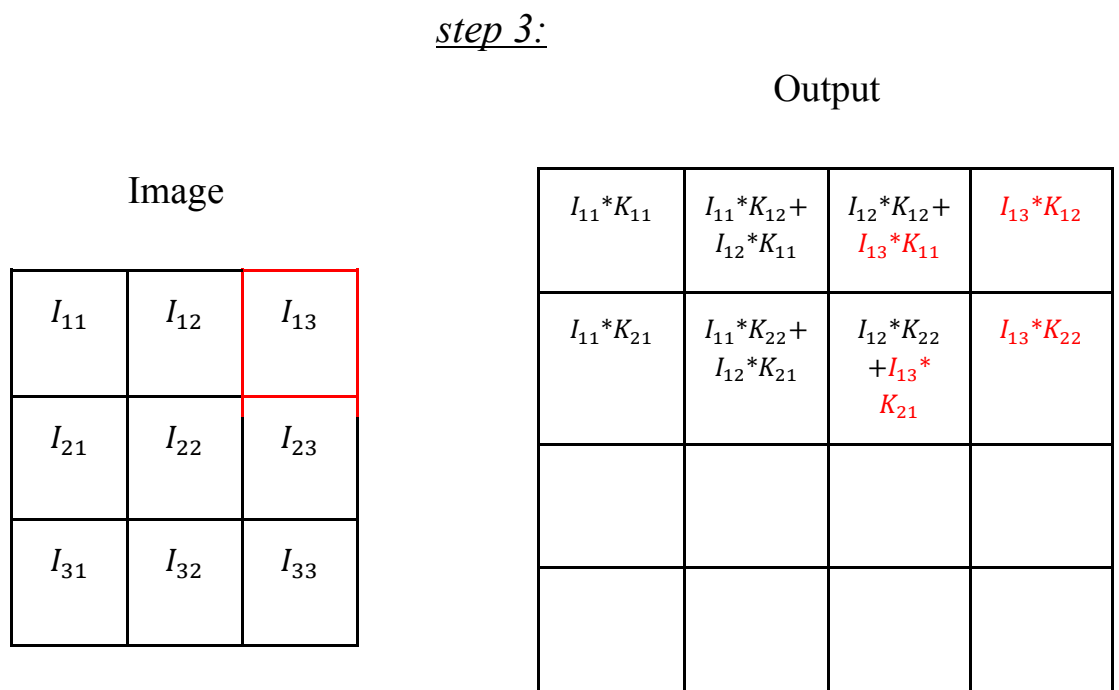 step 3:
Output
Image
I₁₁*K₁₁ I₁₁*K₁₂+ I₁₂*K₁₂+ I₁₃*K₁₂
I₁₂*K₁₁ I₁₃*K₁₁
I₁₁*K₂₁ I₁₁*K₂₂+ I₁₂*K₂₂ I₁₃*K₂₂
I₁₂*K₂₁ +I₁₃*
K₂₁
I₁₁ I₁₂ I₁₃
I₂₁ I₂₂ I₂₃
I₃₁ I₃₂ I₃₃